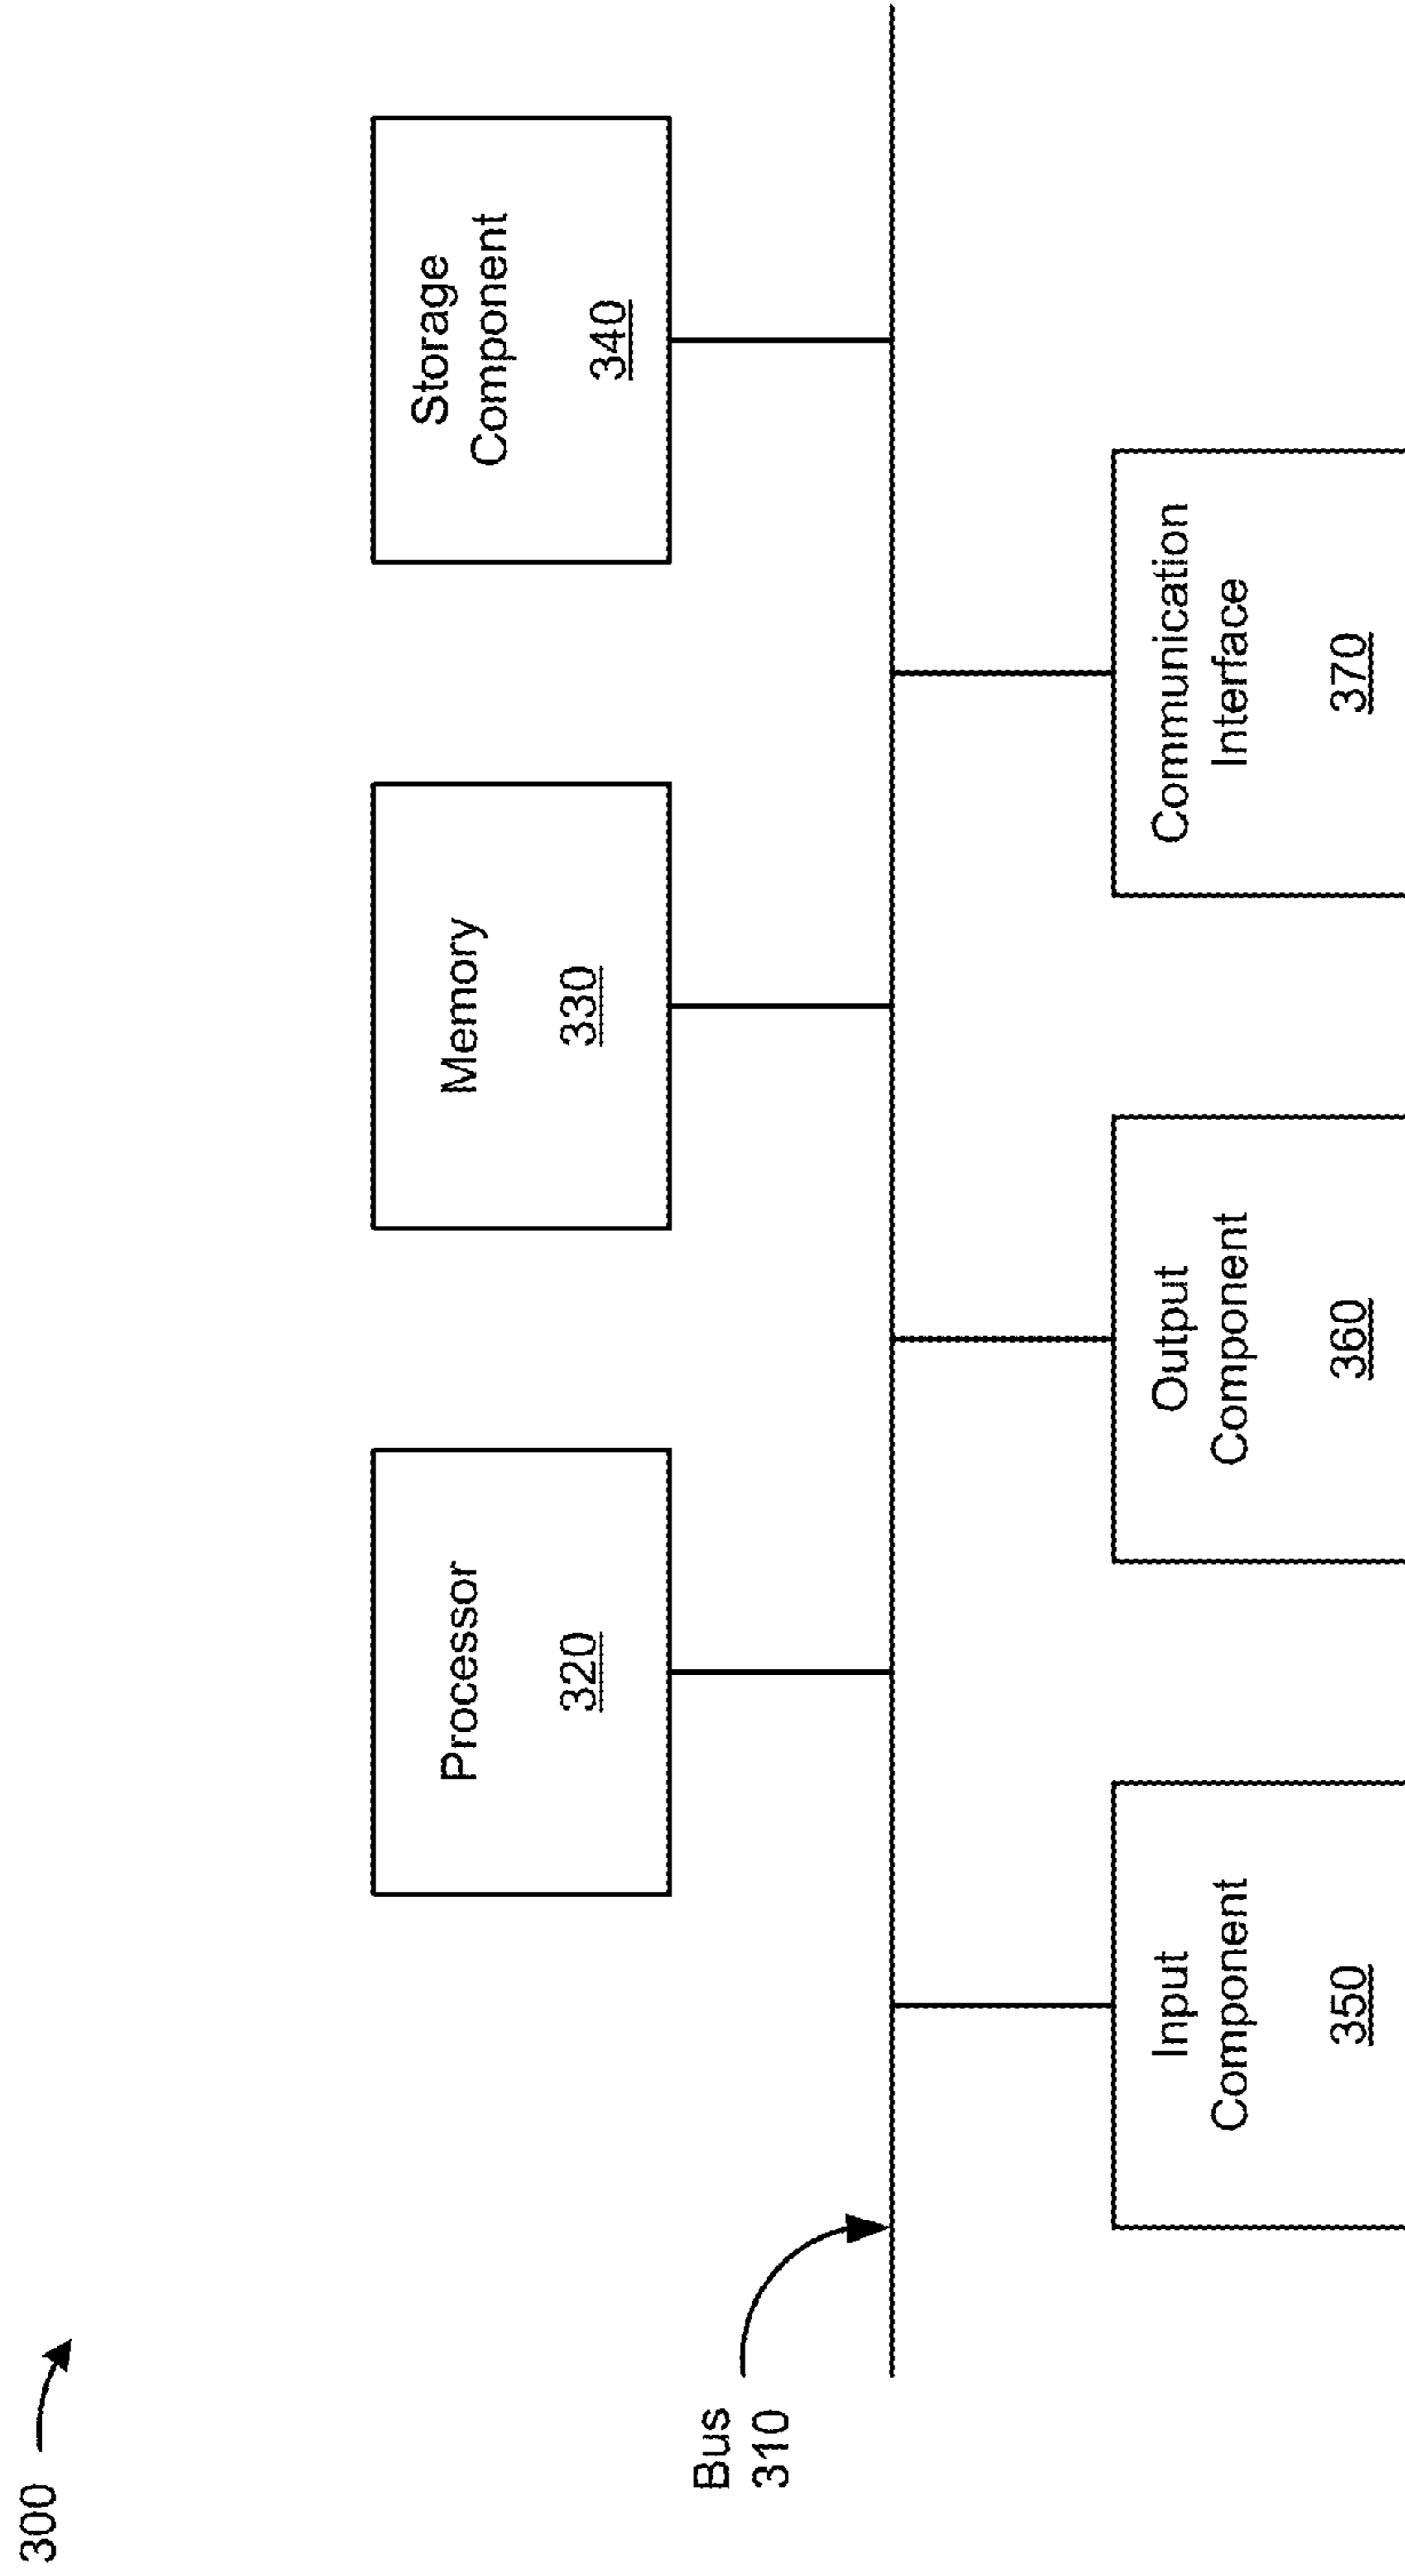 300
Processor
320
Memory
330
Storage
Component
340
Bus
310
Input
Component
350
Output
Component
360
Communication
Interface
370